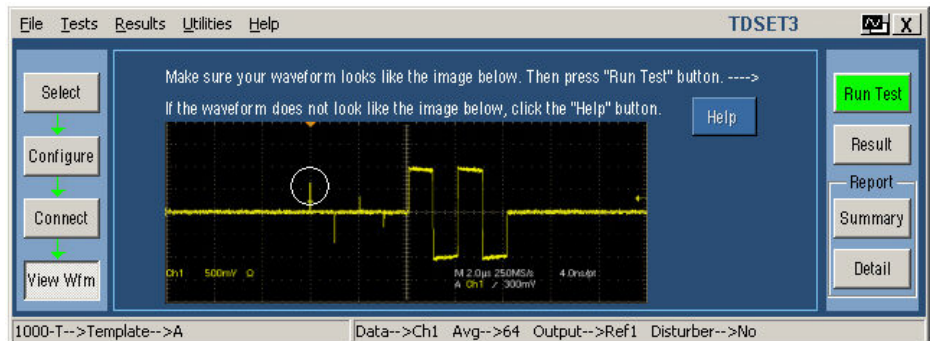 File Tests Results Utilities Help TDSET3 X
Make sure your waveform looks like the image below. Then press "Run Test" button. ---->
If the waveform does not look like the image below, click the "Help" button.
Help
Select
Configure
Connect
View Wfm
Ch1 500mV Ω M 2.0µs 250MS/s 4.0ns/pt
A Ch1 / 300mV
Run Test
Result
Report
Summary
Detail
1000-T-->Template-->A Data-->Ch1 Avg-->64 Output-->Ref1 Disturber-->No